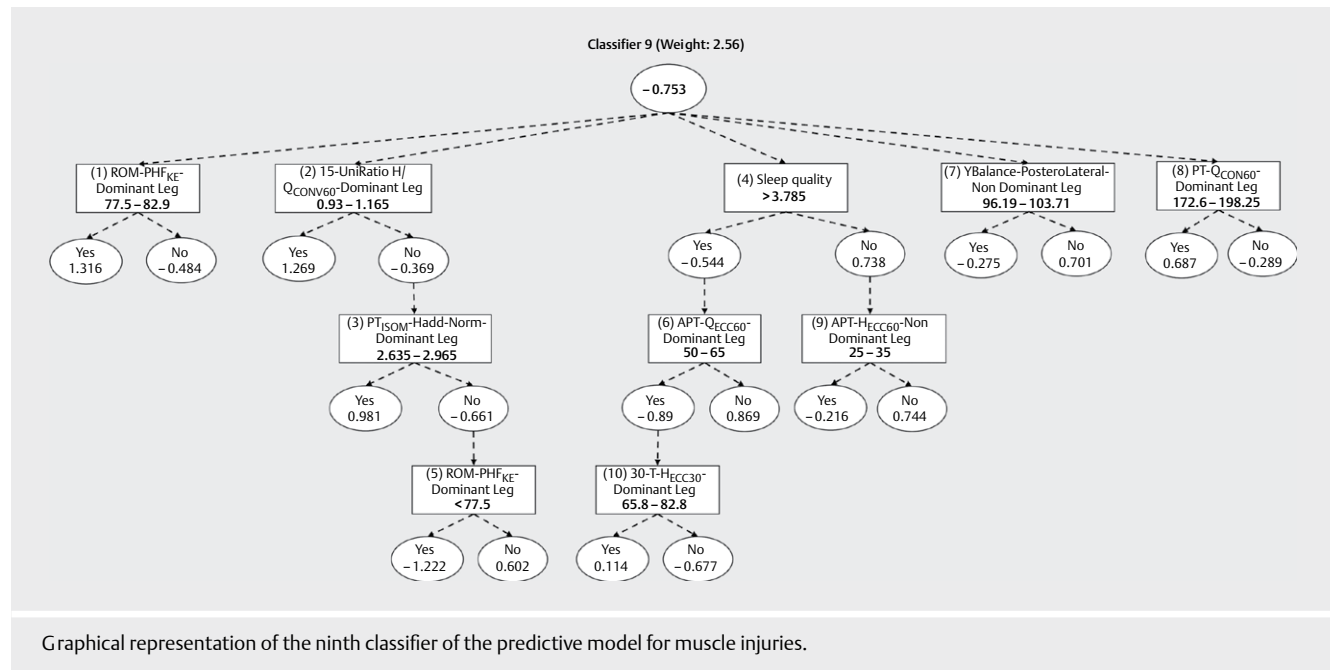 Classifier 9 (Weight: 2.56)
– 0.753
(1) ROM-PHF_KE-
Dominant Leg
77.5 – 82.9
(2) 15-UniRatio H/
Q_CONV60-Dominant Leg
0.93 – 1.165
(4) Sleep quality
> 3.785
(7) YBalance-PosteroLateral-
Non Dominant Leg
96.19 – 103.71
(8) PT-Q_CON60-
Dominant Leg
172.6 – 198.25
Yes
1.316
No
– 0.484
Yes
1.269
No
– 0.369
Yes
– 0.544
No
0.738
Yes
– 0.275
No
0.701
Yes
0.687
No
– 0.289
(3) PT_ISOM-Hadd-Norm-
Dominant Leg
2.635 – 2.965
(6) APT-Q_ECC60-
Dominant Leg
50 – 65
(9) APT-H_ECC60-Non
Dominant Leg
25 – 35
Yes
0.981
No
– 0.661
Yes
– 0.89
No
0.869
Yes
– 0.216
No
0.744
(5) ROM-PHF_KE-
Dominant Leg
< 77.5
(10) 30-T-H_ECC30-
Dominant Leg
65.8 – 82.8
Yes
– 1.222
No
0.602
Yes
0.114
No
– 0.677
Graphical representation of the ninth classifier of the predictive model for muscle injuries.